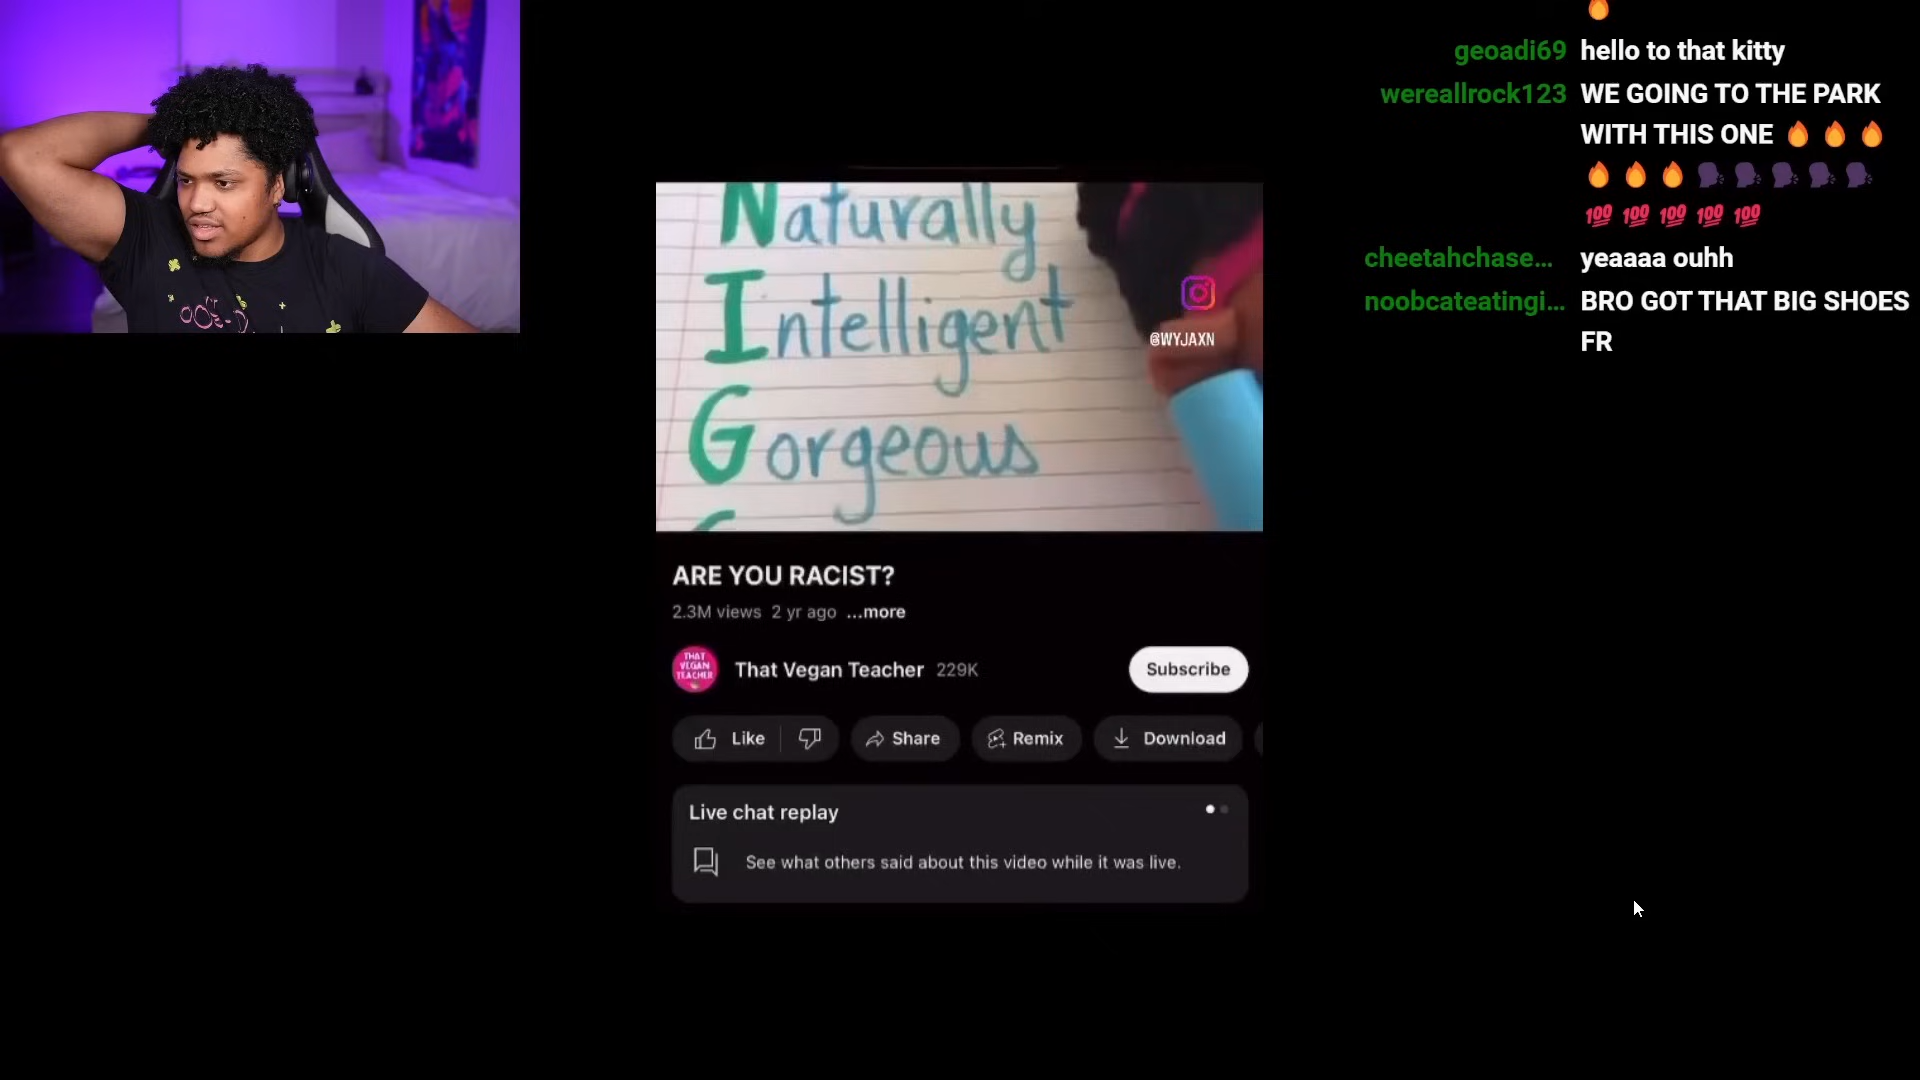 geoadi69 hello to that kitty
wereallrock123 WE GOING TO THE PARK
WITH THIS ONE 🔥 🔥 🔥
🔥 🔥 🔥 🗣 🗣 🗣 🗣 🗣
💯 💯 💯 💯 💯
cheetahchase... yeaaaa ouhh
noobcateatingi... BRO GOT THAT BIG SHOES
FR
Naturally
Intelligent
Gorgeous
@WYJAXN
ARE YOU RACIST?
2.3M views 2 yr ago ...more
THAT
VEGAN
TEACHER
That Vegan Teacher 229K
Subscribe
Like Share Remix Download
Live chat replay
See what others said about this video while it was live.